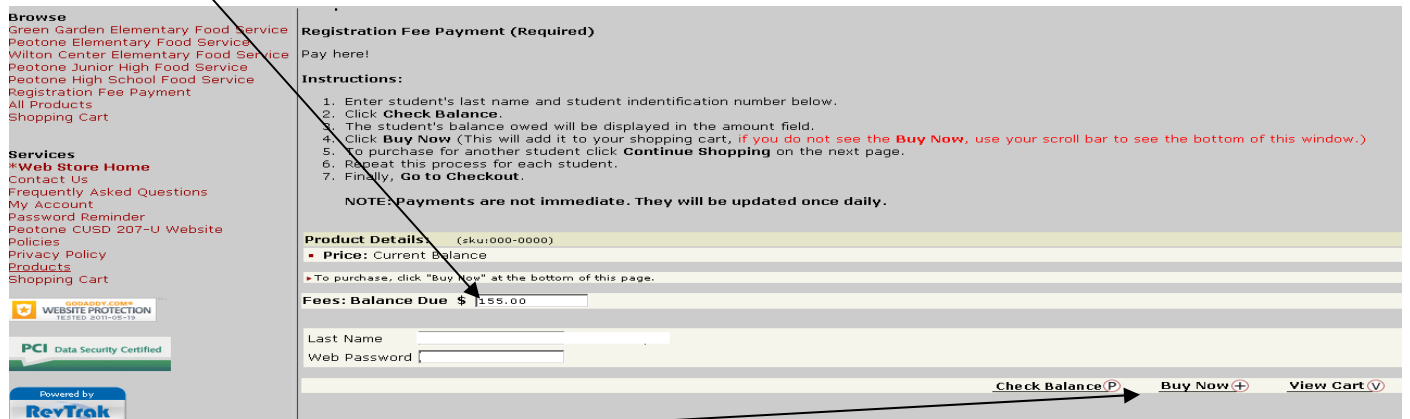 Browse
Green Garden Elementary Food Service
Peotone Elementary Food Service
Wilton Center Elementary Food Service
Peotone Junior High Food Service
Peotone High School Food Service
Registration Fee Payment
All Products
Shopping Cart
Services
*Web Store Home
Contact Us
Frequently Asked Questions
My Account
Password Reminder
Peotone CUSD 207-U Website
Policies
Privacy Policy
Products
Shopping Cart
GODADDY.COM®
WEBSITE PROTECTION
TESTED 2011-05-19
PCI Data Security Certified
Powered by
RevTrak
Registration Fee Payment (Required)
Pay here!
Instructions:
1. Enter student's last name and student indentification number below.
2. Click Check Balance.
3. The student's balance owed will be displayed in the amount field.
4. Click Buy Now (This will add it to your shopping cart, if you do not see the Buy Now, use your scroll bar to see the bottom of this window.)
5. To purchase for another student click Continue Shopping on the next page.
6. Repeat this process for each student.
7. Finally, Go to Checkout.
NOTE: Payments are not immediate. They will be updated once daily.
Product Details: (sku:000-0000)
▪ Price: Current Balance
▸To purchase, click "Buy Now" at the bottom of this page.
Fees: Balance Due $ 155.00
Last Name
Web Password
Check Balance P Buy Now + View Cart V